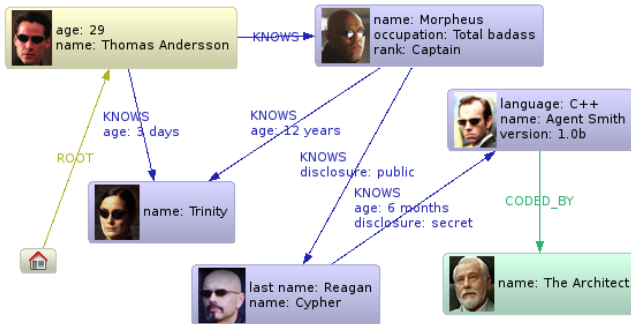 age: 29
name: Thomas Andersson
KNOWS
name: Morpheus
occupation: Total badass
rank: Captain
language: C++
name: Agent Smith
version: 1.0b
KNOWS
age: 3 days
KNOWS
age: 12 years
ROOT
KNOWS
disclosure: public
KNOWS
age: 6 months
disclosure: secret
CODED_BY
name: Trinity
last name: Reagan
name: Cypher
name: The Architect